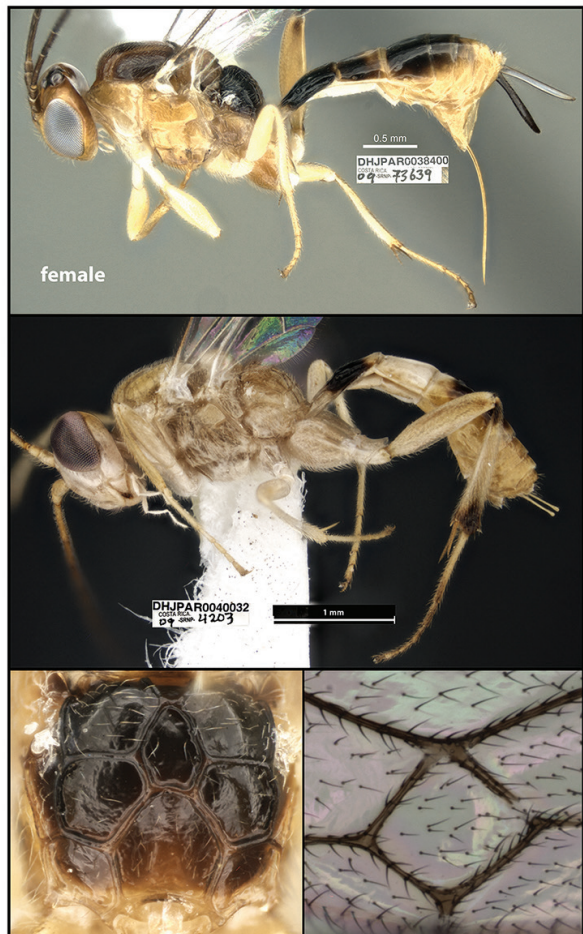 0.5 mm
DHJPAR0038400
COSTA RICA
09 -SRNP- 73639
female
DHJPAR0040032
COSTA RICA.
09 -SRNP- 4203
1 mm